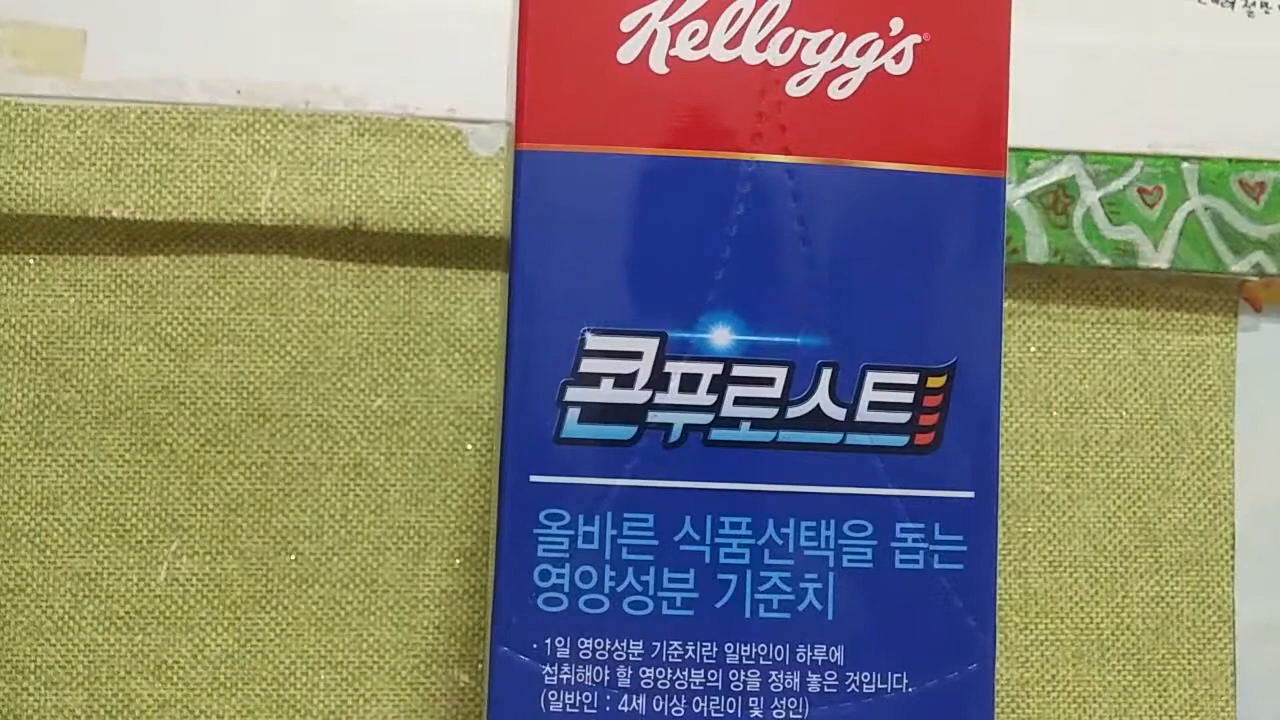 Kellogg's®
콘푸로스트
올바른 식품선택을 돕는
영양성분 기준치
· 1일 영양성분 기준치란 일반인이 하루에
섭취해야 할 영양성분의 양을 정해 놓은 것입니다.
(일반인 : 4세 이상 어린이 및 성인)